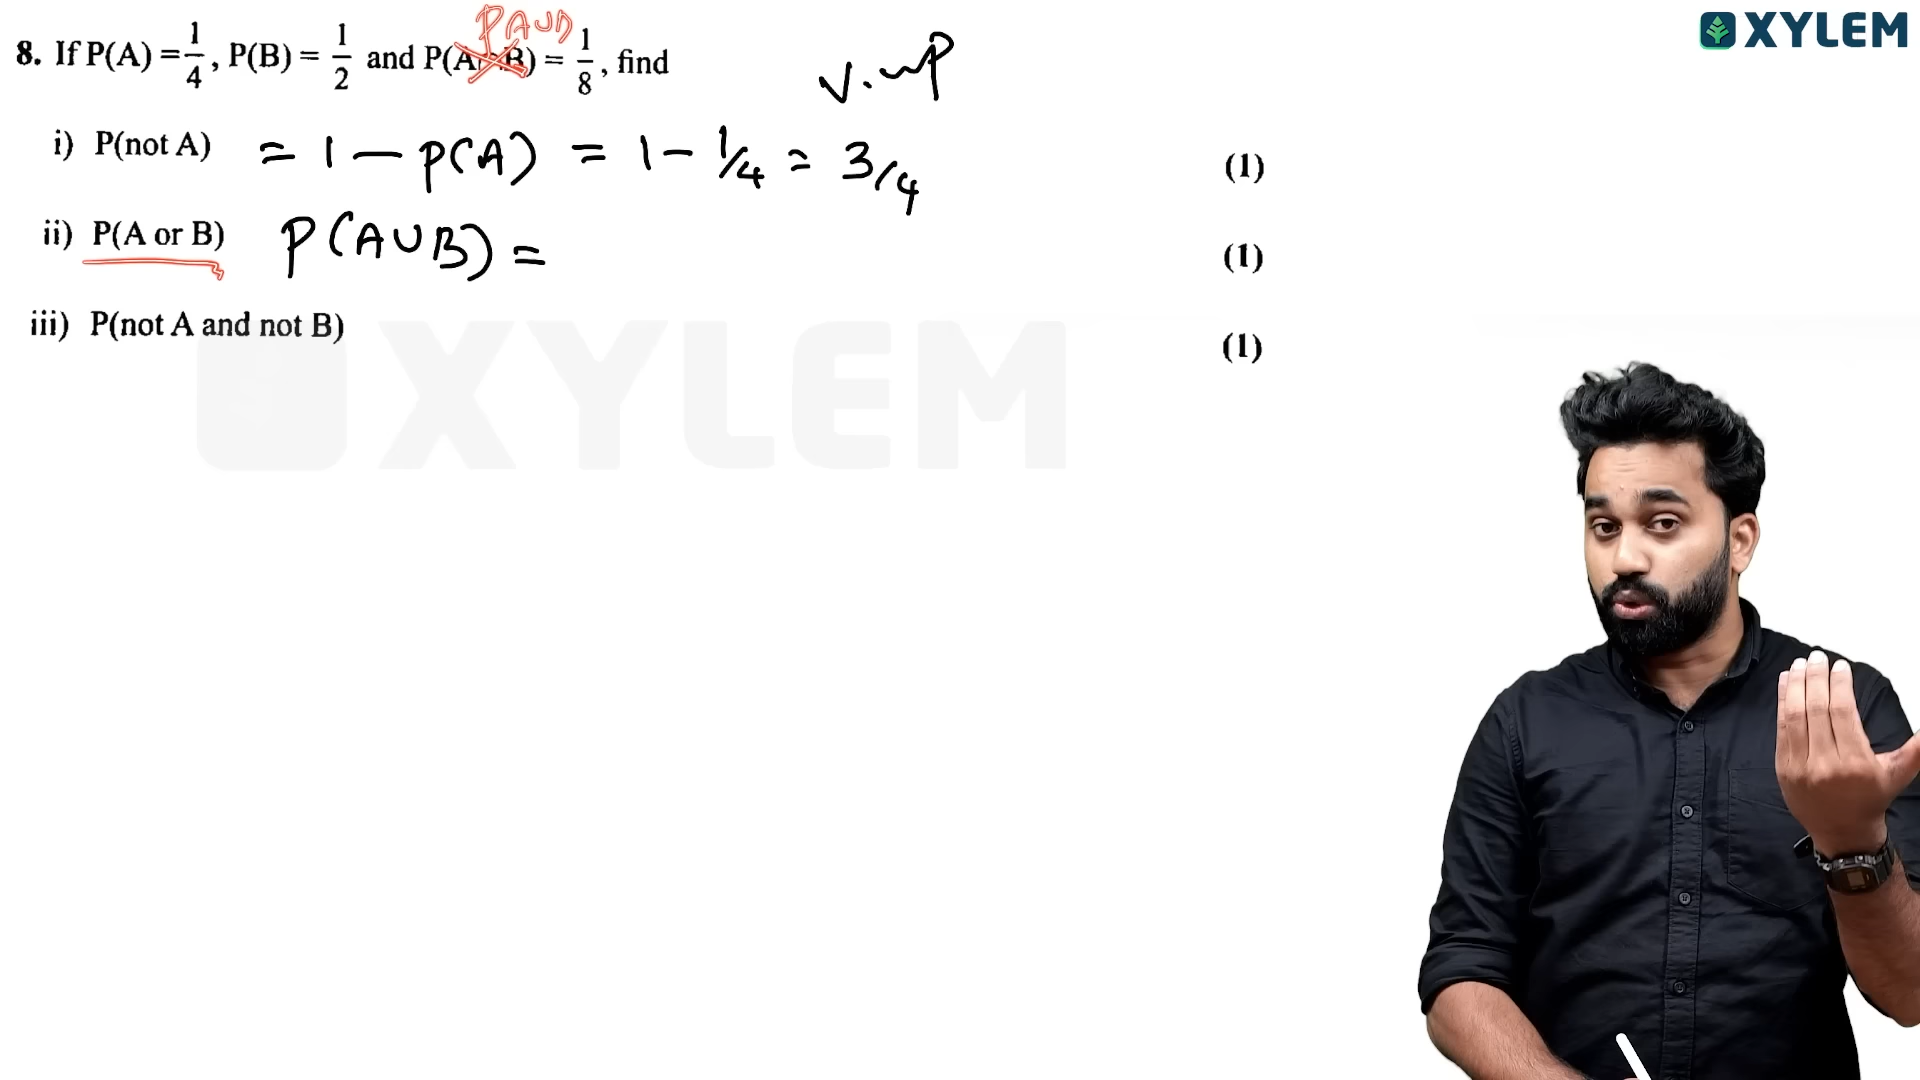 XYLEM
P A∪B
8. If P(A) = 1/4, P(B) = 1/2 and P(A∩B) = 1/8, find
V. imP
i) P(not A) = 1 − P(A) = 1 − 1/4 = 3/4 (1)
ii) P(A or B) P(A∪B) = (1)
iii) P(not A and not B) (1)
XYLEM